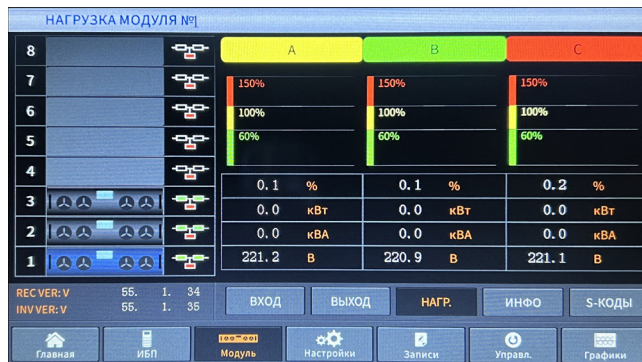 НАГРУЗКА МОДУЛЯ №1
8
A B C
7
150% 150% 150%
6
100% 100% 100%
5
60% 60% 60%
4
0.1 % 0.1 % 0.2 %
3
0.0 кВт 0.0 кВт 0.0 кВт
2
0.0 кВА 0.0 кВА 0.0 кВА
1
221.2 В 220.9 В 221.1 В
REC VER: V 55. 1. 34
INV VER: V 55. 1. 35
ВХОД ВЫХОД НАГР. ИНФО S-КОДЫ
Главная ИБП Модуль Настройки Записи Управл. Графики